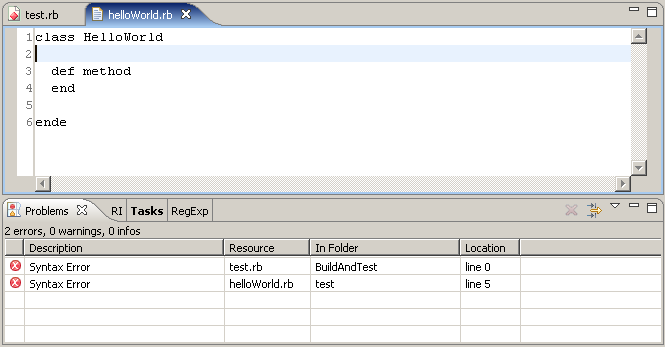 test.rb helloWorld.rb
1 class HelloWorld
2
3   def method
4   end
5
6 ende
Problems RI Tasks RegExp
2 errors, 0 warnings, 0 infos
Description Resource In Folder Location
Syntax Error test.rb BuildAndTest line 0
Syntax Error helloWorld.rb test line 5